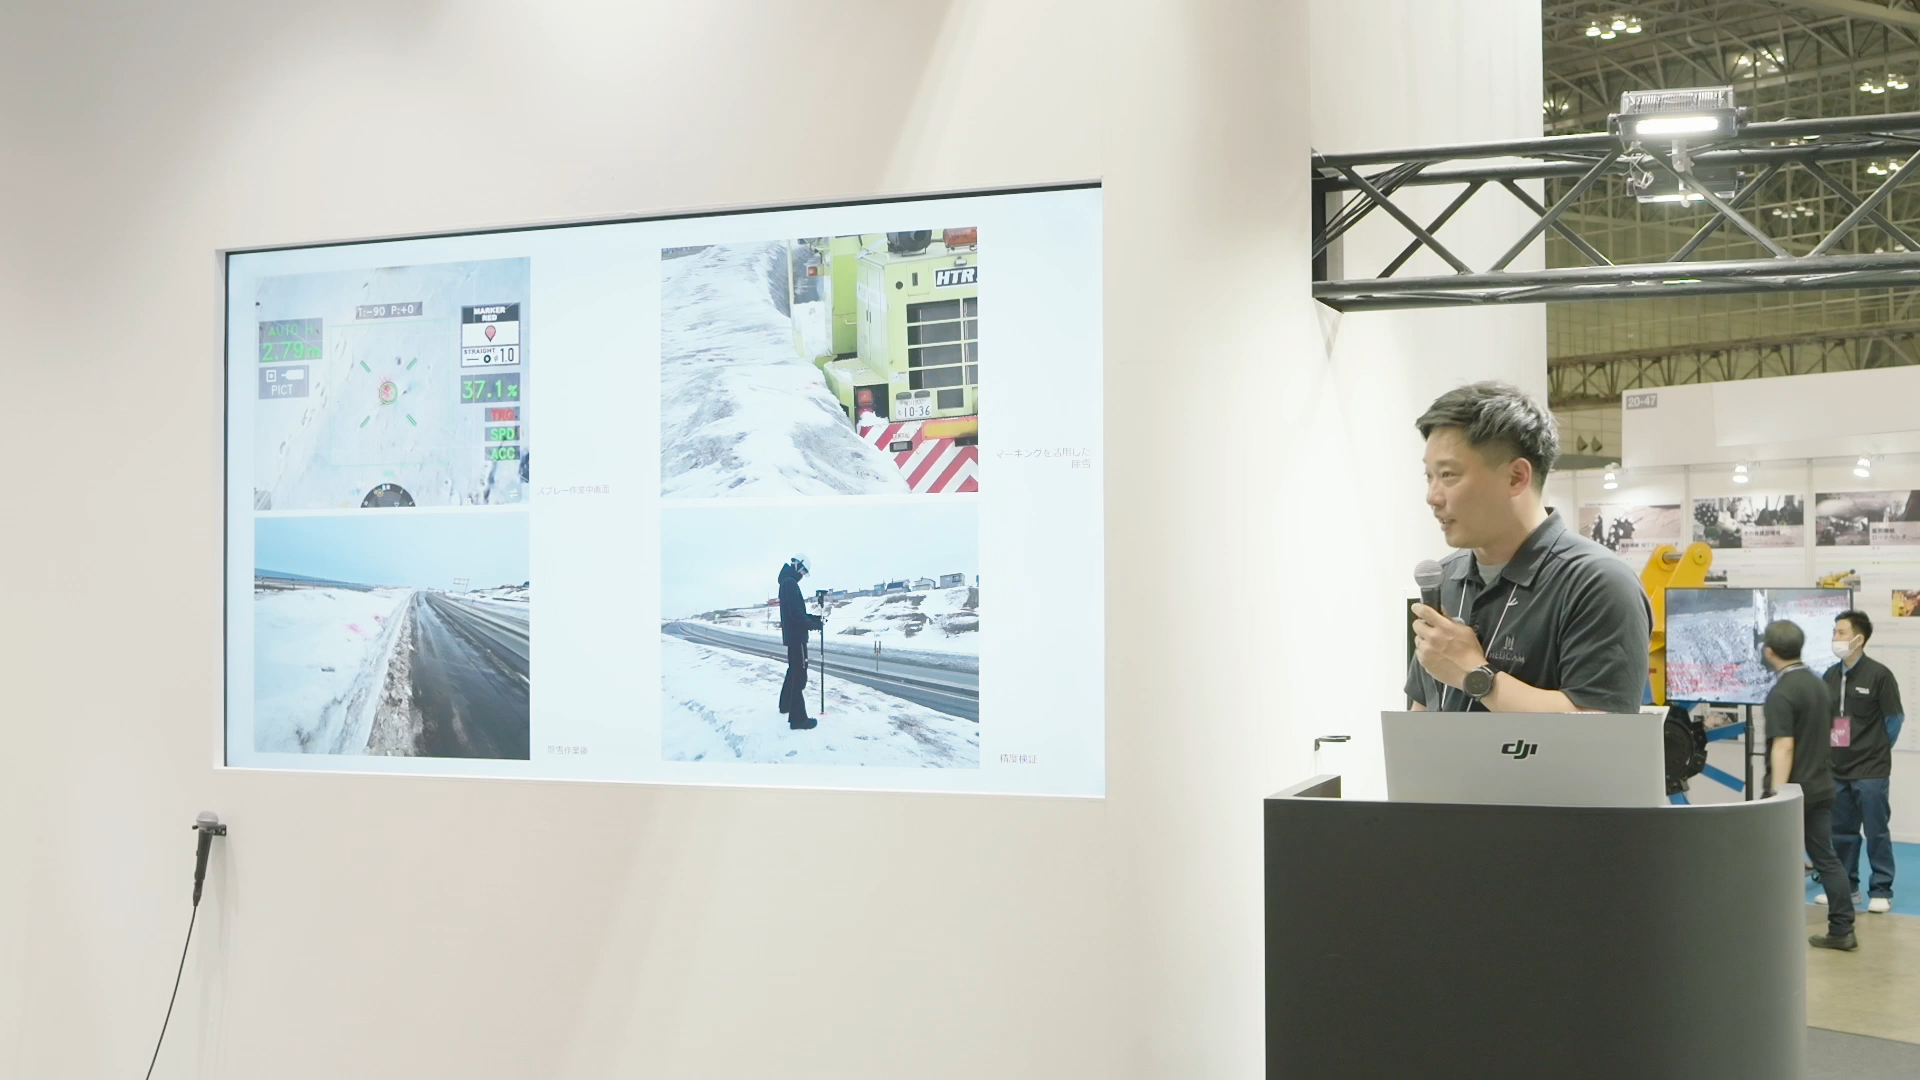 T:-90 P:+0
AUTO H.
2.79m
PICT
MARKER
RED
STRAIGHT
1.0
37.1%
TRG
SPD
ACC
スプレー作業中画面
HTR
10-36
マーキングを活用した
除雪
除雪作業後
精度検証
dji
HELICAM
20-47